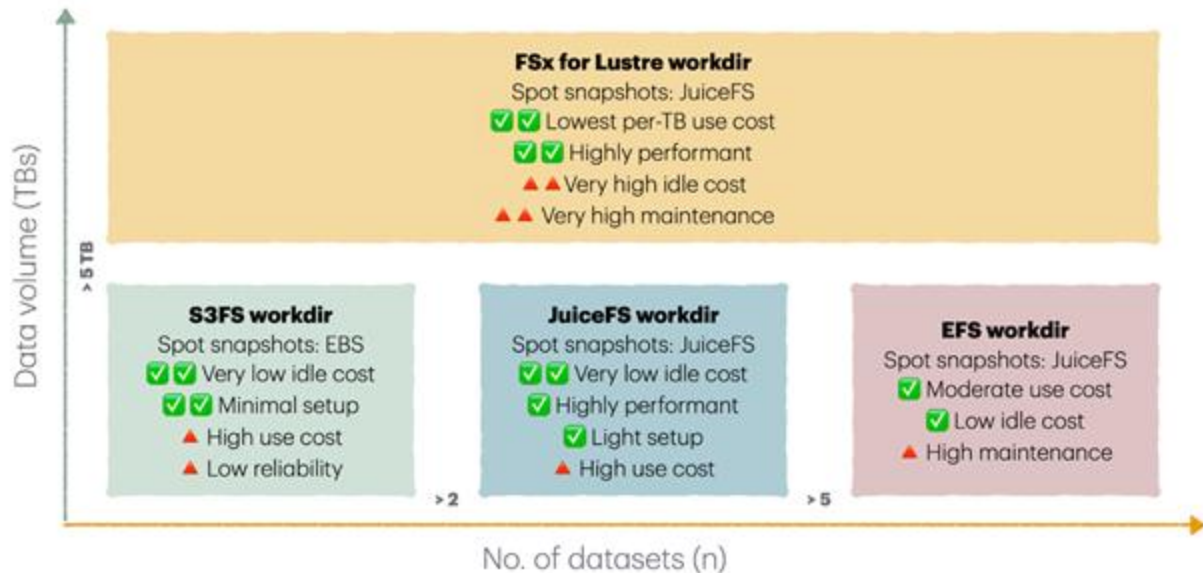 Data volume (TBs)
> 5 TB
FSx for Lustre workdir
Spot snapshots: JuiceFS
✅✅ Lowest per-TB use cost
✅✅ Highly performant
🔺🔺 Very high idle cost
🔺🔺 Very high maintenance
S3FS workdir
Spot snapshots: EBS
✅✅ Very low idle cost
✅✅ Minimal setup
🔺 High use cost
🔺 Low reliability
> 2
JuiceFS workdir
Spot snapshots: JuiceFS
✅✅ Very low idle cost
✅ Highly performant
✅ Light setup
🔺 High use cost
> 5
EFS workdir
Spot snapshots: JuiceFS
✅ Moderate use cost
✅ Low idle cost
🔺 High maintenance
No. of datasets (n)